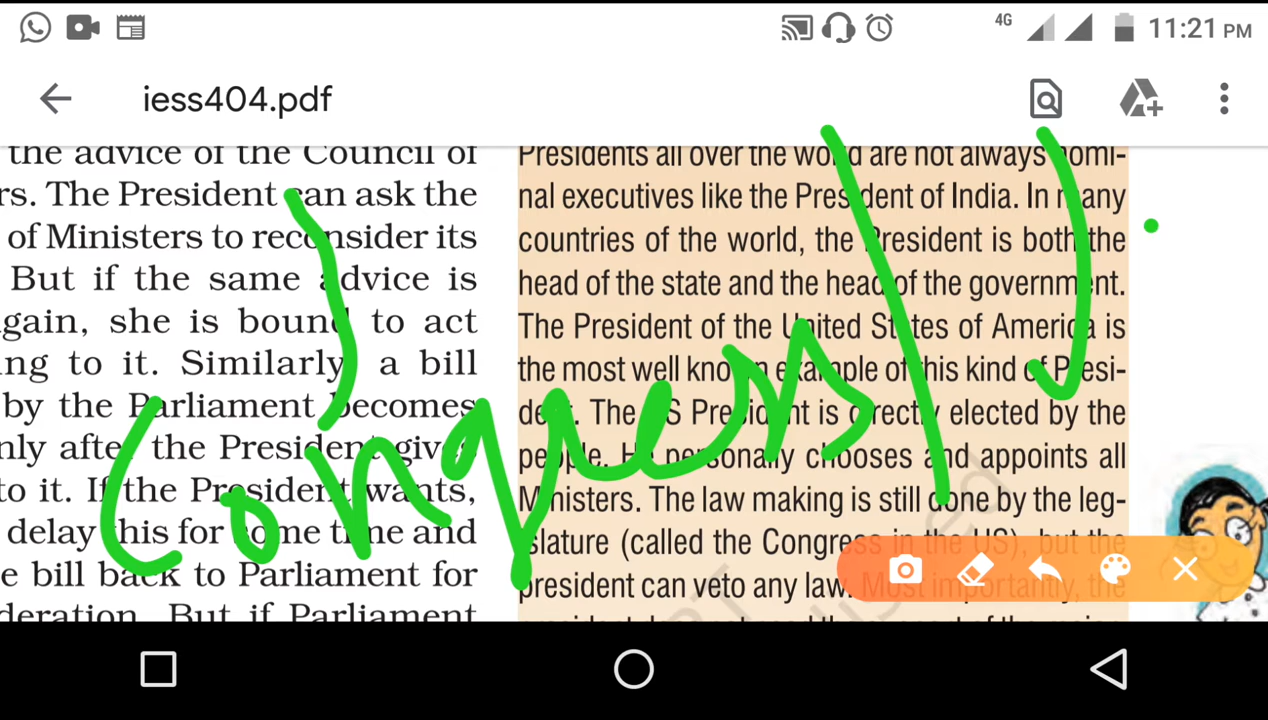 4G 11:21 PM
iess404.pdf
the advice of the Council of
rs. The President can ask the
of Ministers to reconsider its
But if the same advice is
gain, she is bound to act
ng to it. Similarly, a bill
by the Parliament becomes
nly after the President gives
to it. If the President wants,
delay this for some time and
e bill back to Parliament for
deration. But if Parliament
Presidents all over the world are not always nomi-
nal executives like the President of India. In many
countries of the world, the President is both the
head of the state and the head of the government.
The President of the United States of America is
the most well known example of this kind of Presi-
dent. The US President is directly elected by the
people. He personally chooses and appoints all
Ministers. The law making is still done by the leg-
islature (called the Congress in the US), but the
president can veto any law. Most importantly, the
Congress